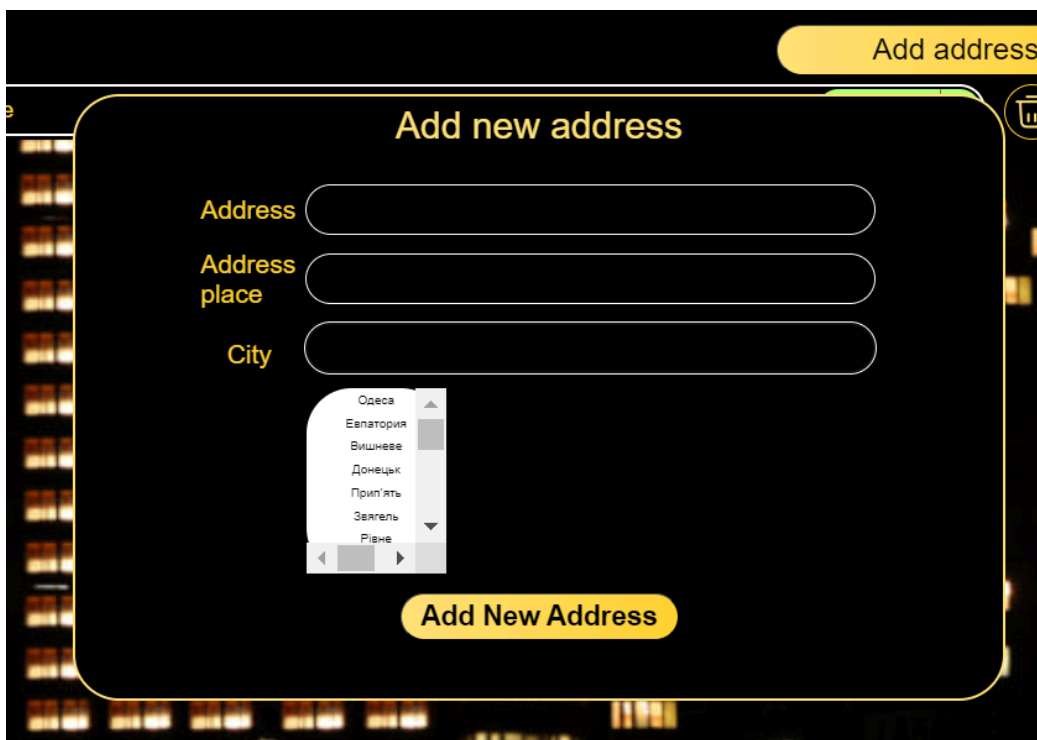 Add address
e
Add new address
Address
Address
place
City
Одеса
Евпатория
Вишневе
Донецьк
Прип'ять
Звягель
Рівне
Add New Address